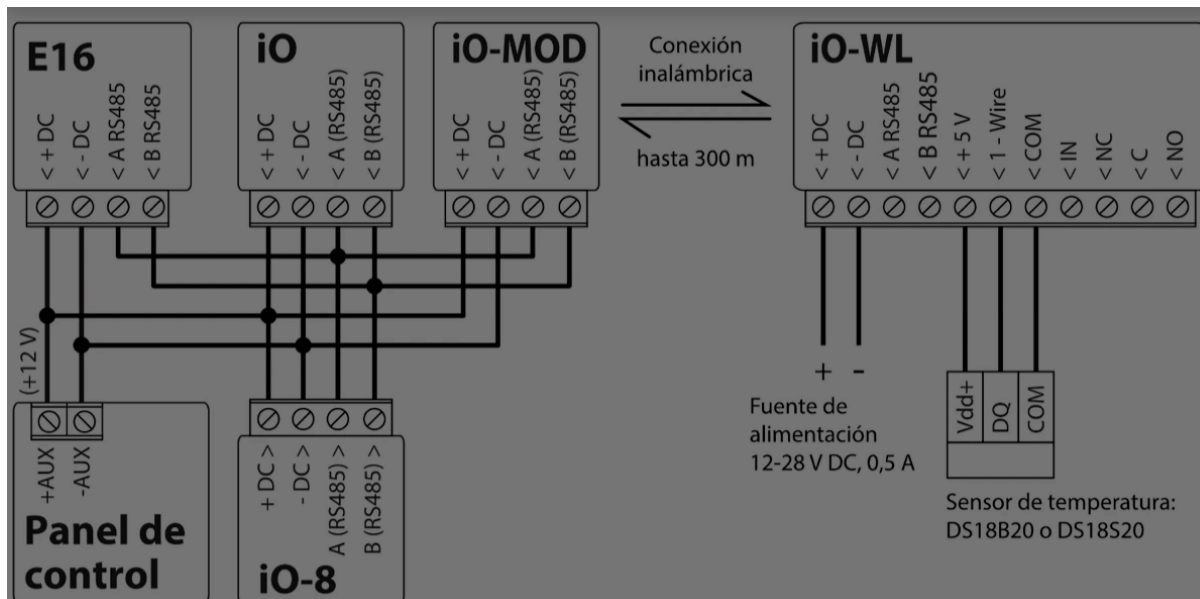 E16
< + DC
< - DC
< A RS485
< B RS485
iO
< + DC
< - DC
< A (RS485)
< B (RS485)
iO-MOD
< + DC
< - DC
< A (RS485)
< B (RS485)
Conexión
inalámbrica
hasta 300 m
iO-WL
< + DC
< - DC
< A RS485
< B RS485
< + 5 V
< 1 - Wire
< COM
< IN
< NC
< C
< NO
(+12 V)
+AUX
-AUX
Panel de
control
+ DC >
- DC >
A (RS485) >
B (RS485) >
iO-8
+ -
Fuente de
alimentación
12-28 V DC, 0,5 A
Vdd+
DQ
COM
Sensor de temperatura:
DS18B20 o DS18S20